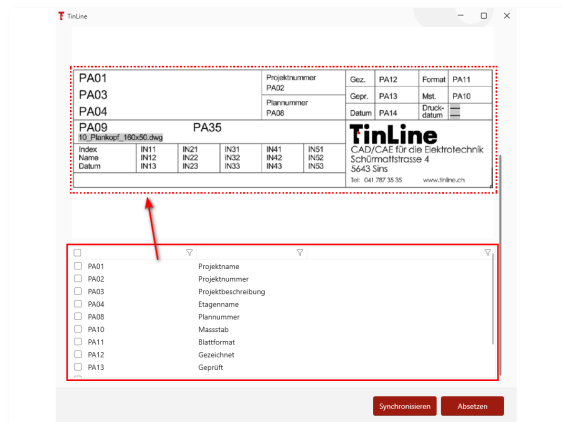 TinLine
PA01
Projektnummer
PA02
Gez. PA12 Format PA11
PA03
Gepr. PA13 Mst. PA10
PA04
Plannummer
PA08
Datum PA14 Druck-datum
PA09 PA35
10_Plankopf_160x50.dwg
Index IN11 IN21 IN31 IN41 IN51
Name IN12 IN22 IN32 IN42 IN52
Datum IN13 IN23 IN33 IN43 IN53
TinLine
CAD/CAE für die Elektrotechnik
Schürmattstrasse 4
5643 Sins
Tel: 041 787 35 35 www.tinline.ch
PA01 Projektname
PA02 Projektnummer
PA03 Projektbeschreibung
PA04 Etagenname
PA08 Plannummer
PA10 Massstab
PA11 Blattformat
PA12 Gezeichnet
PA13 Geprüft
Synchronisieren Absetzen